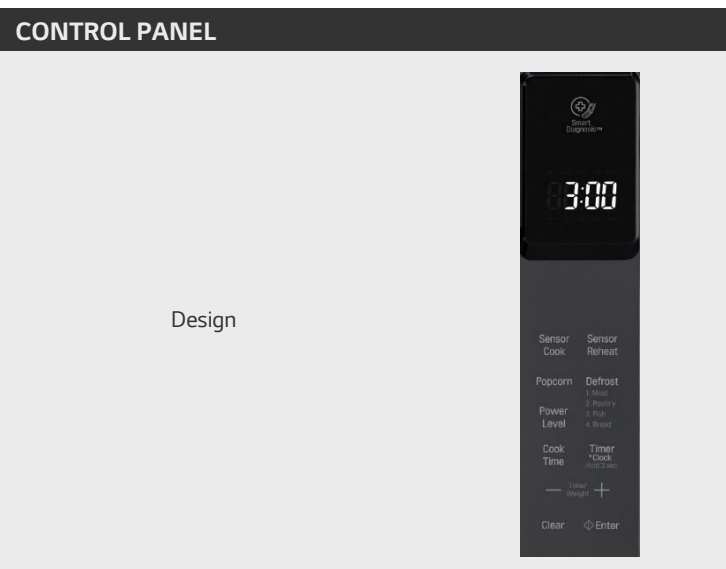 CONTROL PANEL
Design
Smart
Diagnosis™
3:00
Sensor Cook
Sensor Reheat
Popcorn
Defrost
1. Meat
2. Poultry
3. Fish
4. Bread
Power Level
Cook Time
Timer
*Clock
Hold 3 sec.
— Time/Weight +
Clear
Enter